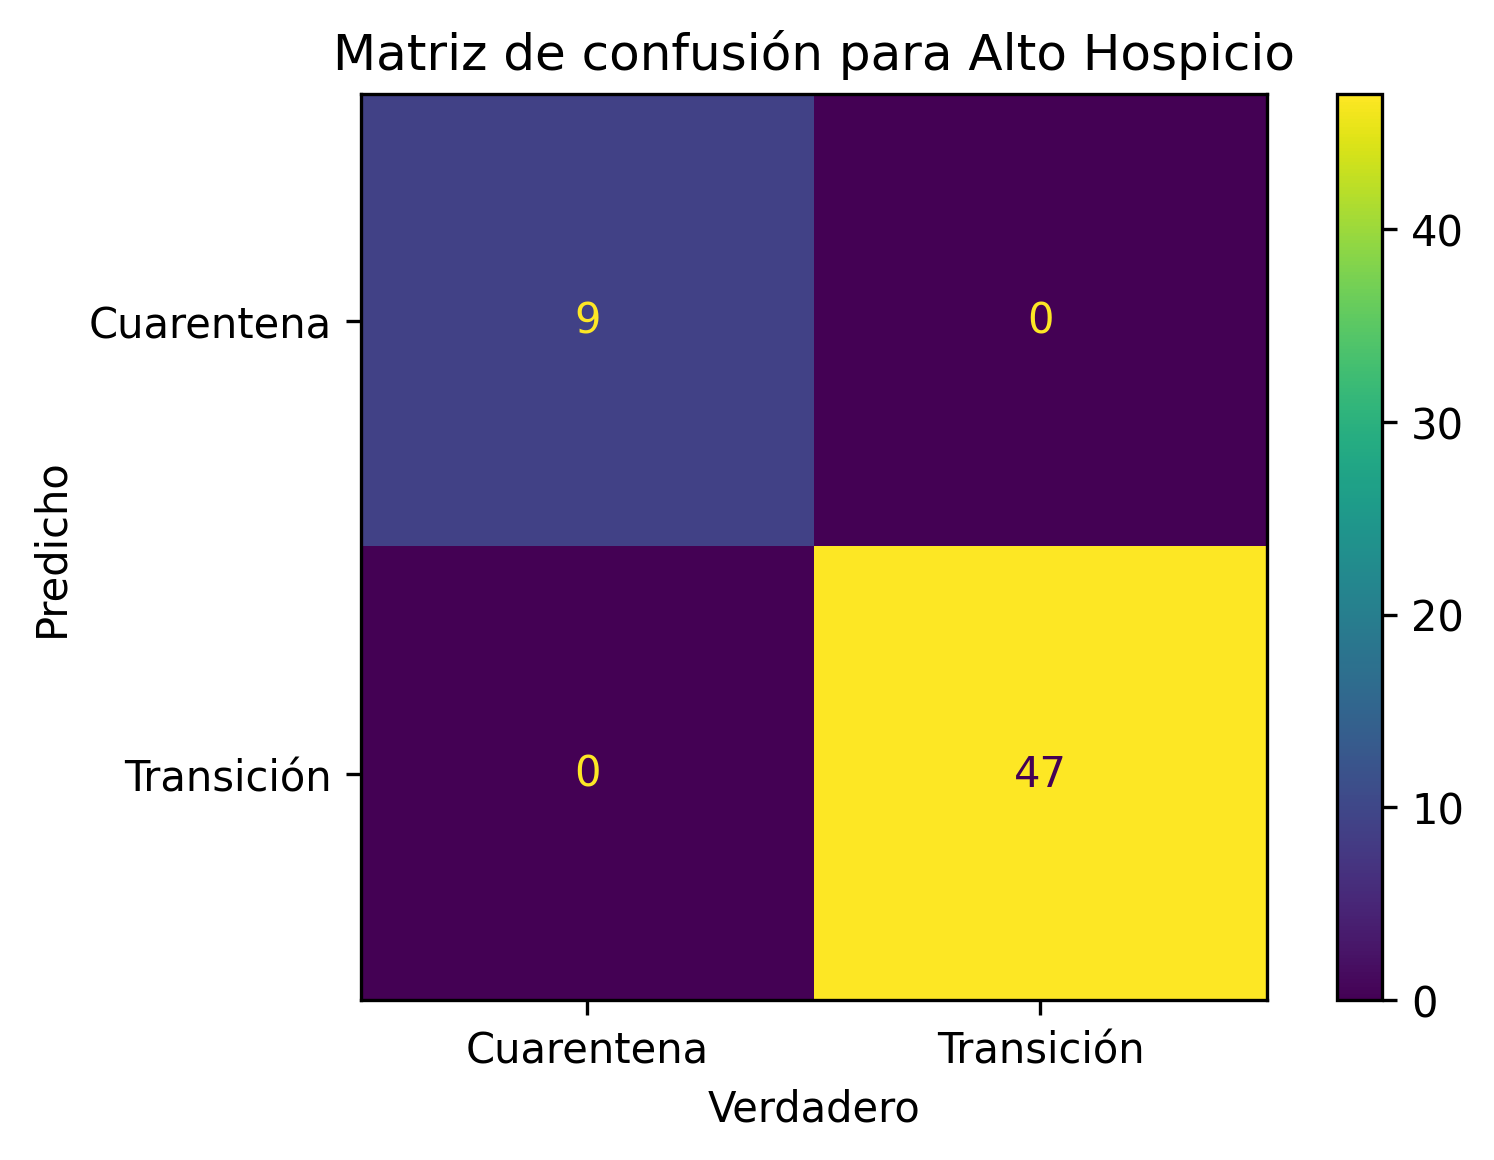 Matriz de confusión para Alto Hospicio
Predicho
Cuarentena
9
0
Transición
0
47
Cuarentena
Transición
Verdadero
40
30
20
10
0